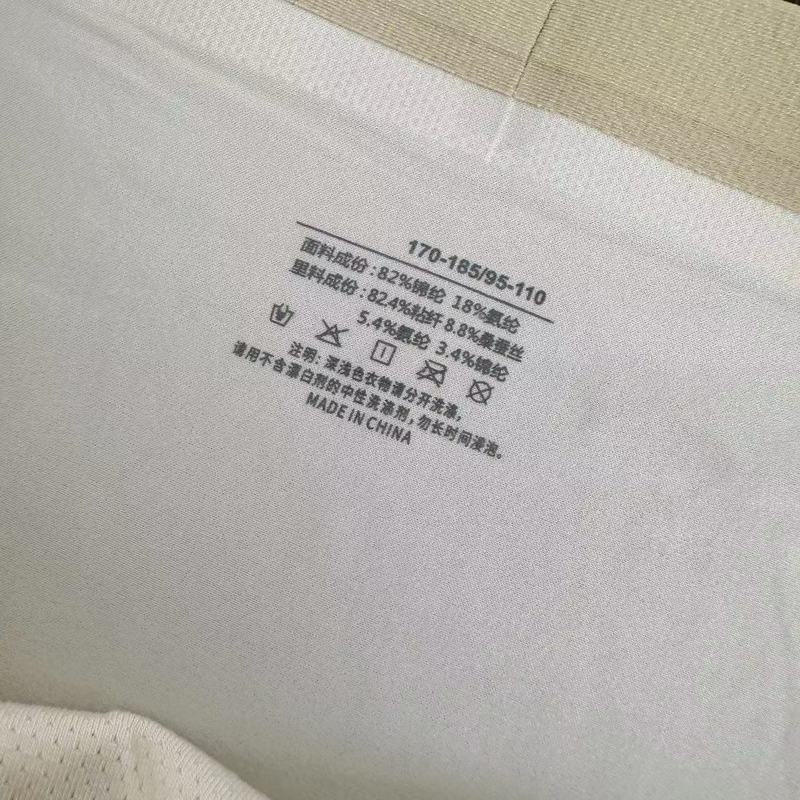 170-185/95-110
面料成份:82%锦纶 18%氨纶
里料成份:82.4%粘纤 8.8%桑蚕丝
5.4%氨纶 3.4%锦纶
注明:深浅色衣物请分开洗涤,
请用不含漂白剂的中性洗涤剂,勿长时间浸泡。
MADE IN CHINA